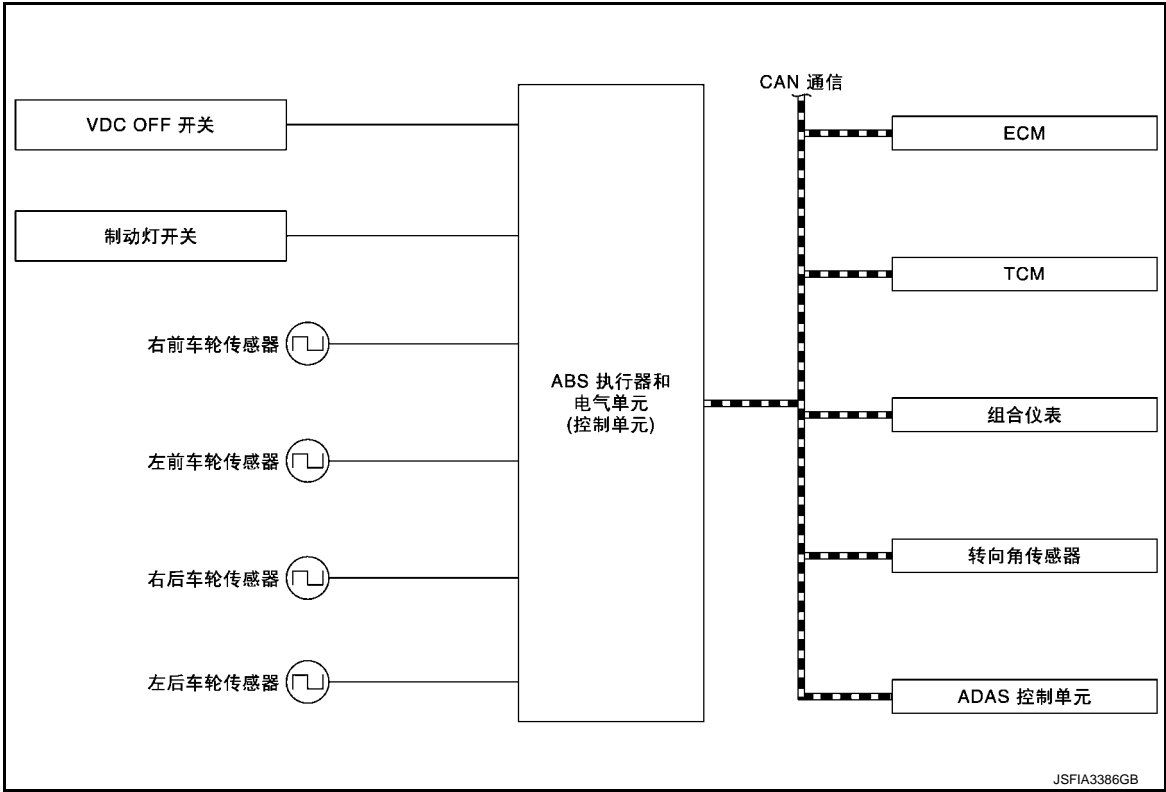 CAN 通信
VDC OFF 开关
制动灯开关
右前车轮传感器
左前车轮传感器
右后车轮传感器
左后车轮传感器
ABS 执行器和
电气单元
(控制单元)
ECM
TCM
组合仪表
转向角传感器
ADAS 控制单元
JSFIA3386GB